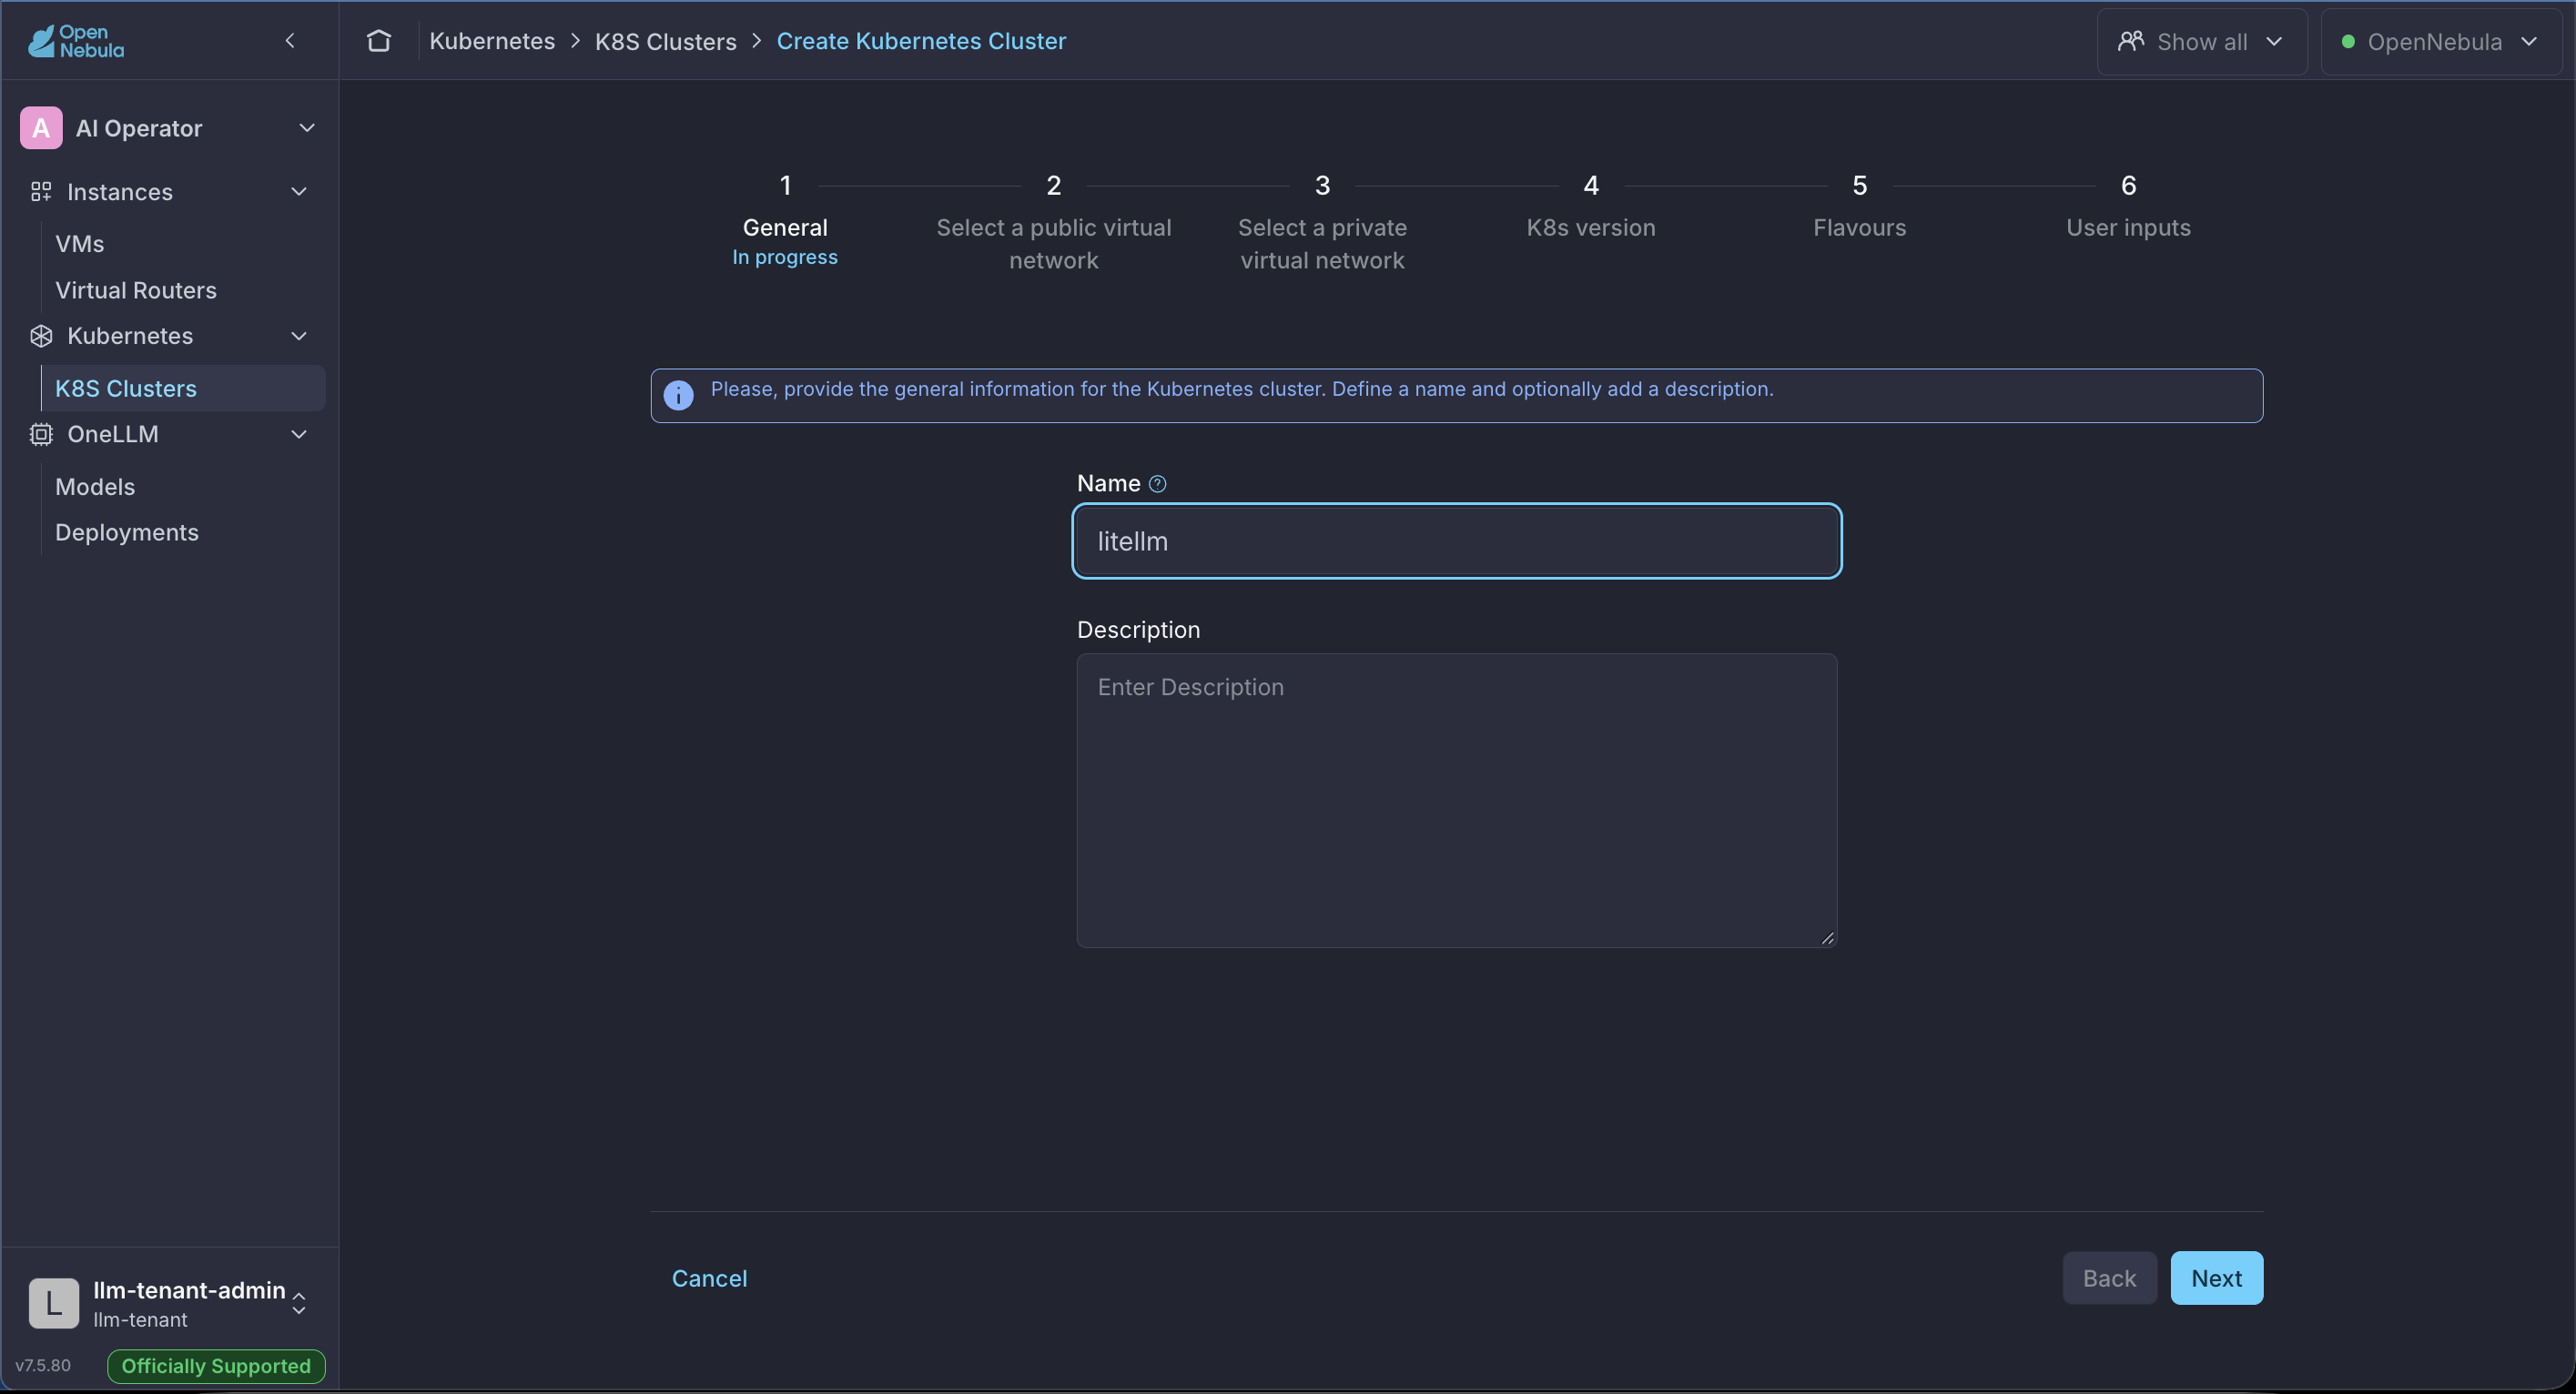 Open
Nebula
Kubernetes > K8S Clusters > Create Kubernetes Cluster
Show all
OpenNebula
A
AI Operator
Instances
VMs
Virtual Routers
Kubernetes
K8S Clusters
OneLLM
Models
Deployments
1
General
In progress
2
Select a public virtual
network
3
Select a private
virtual network
4
K8s version
5
Flavours
6
User inputs
Please, provide the general information for the Kubernetes cluster. Define a name and optionally add a description.
Name
litellm
Description
Enter Description
Cancel
Back
Next
L
llm-tenant-admin
llm-tenant
v7.5.80
Officially Supported